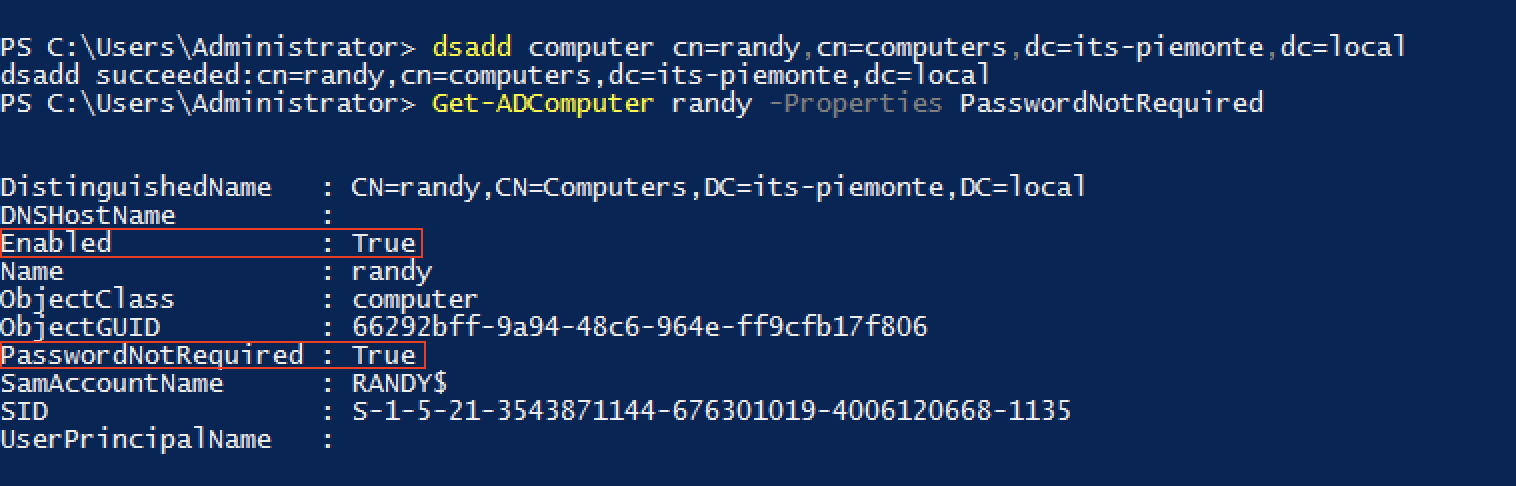 PS C:\Users\Administrator> dsadd computer cn=randy,cn=computers,dc=its-piemonte,dc=local
dsadd succeeded:cn=randy,cn=computers,dc=its-piemonte,dc=local
PS C:\Users\Administrator> Get-ADComputer randy -Properties PasswordNotRequired
DistinguishedName   : CN=randy,CN=Computers,DC=its-piemonte,DC=local
DNSHostName         :
Enabled             : True
Name                : randy
ObjectClass         : computer
ObjectGUID          : 66292bff-9a94-48c6-964e-ff9cfb17f806
PasswordNotRequired : True
SamAccountName      : RANDY$
SID                 : S-1-5-21-3543871144-676301019-4006120668-1135
UserPrincipalName   :